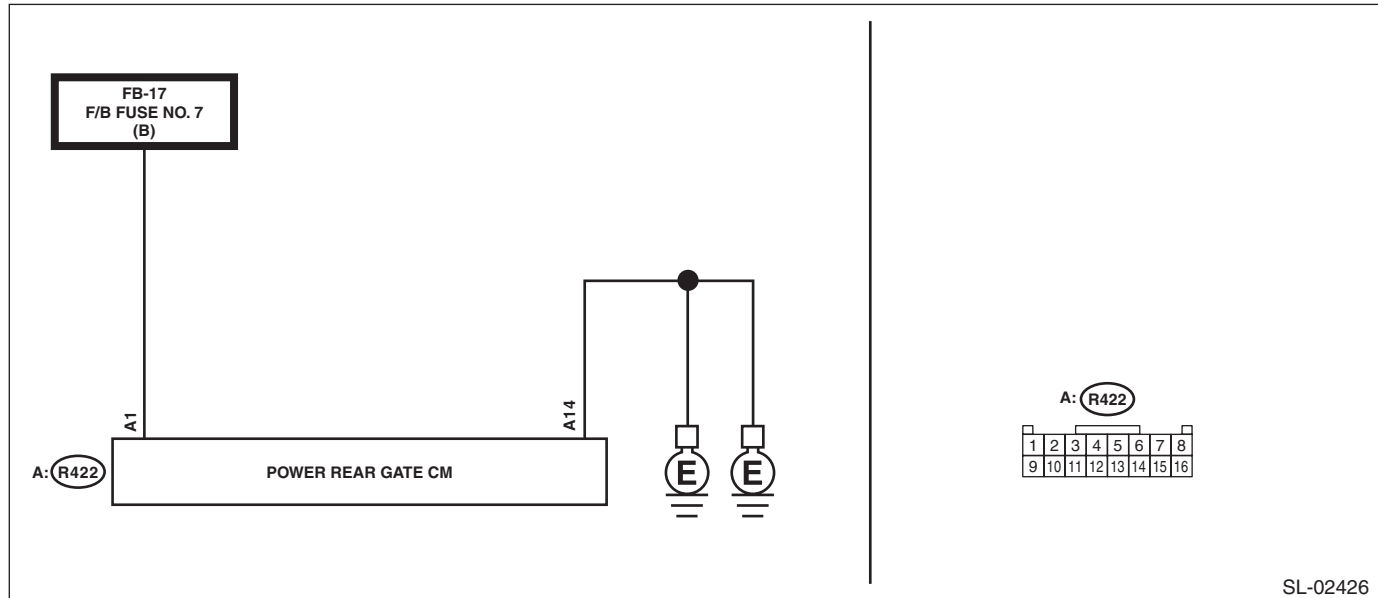 FB-17
F/B FUSE NO. 7
(B)
A1
A14
A: R422
POWER REAR GATE CM
E E
A: R422
1 2 3 4 5 6 7 8
9 10 11 12 13 14 15 16
SL-02426